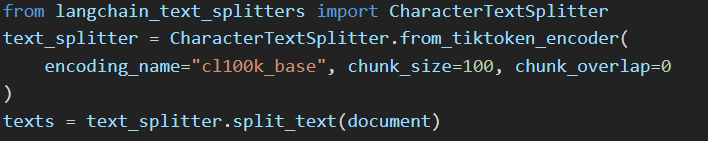 from langchain_text_splitters import CharacterTextSplitter
text_splitter = CharacterTextSplitter.from_tiktoken_encoder(
    encoding_name="cl100k_base", chunk_size=100, chunk_overlap=0
)
texts = text_splitter.split_text(document)